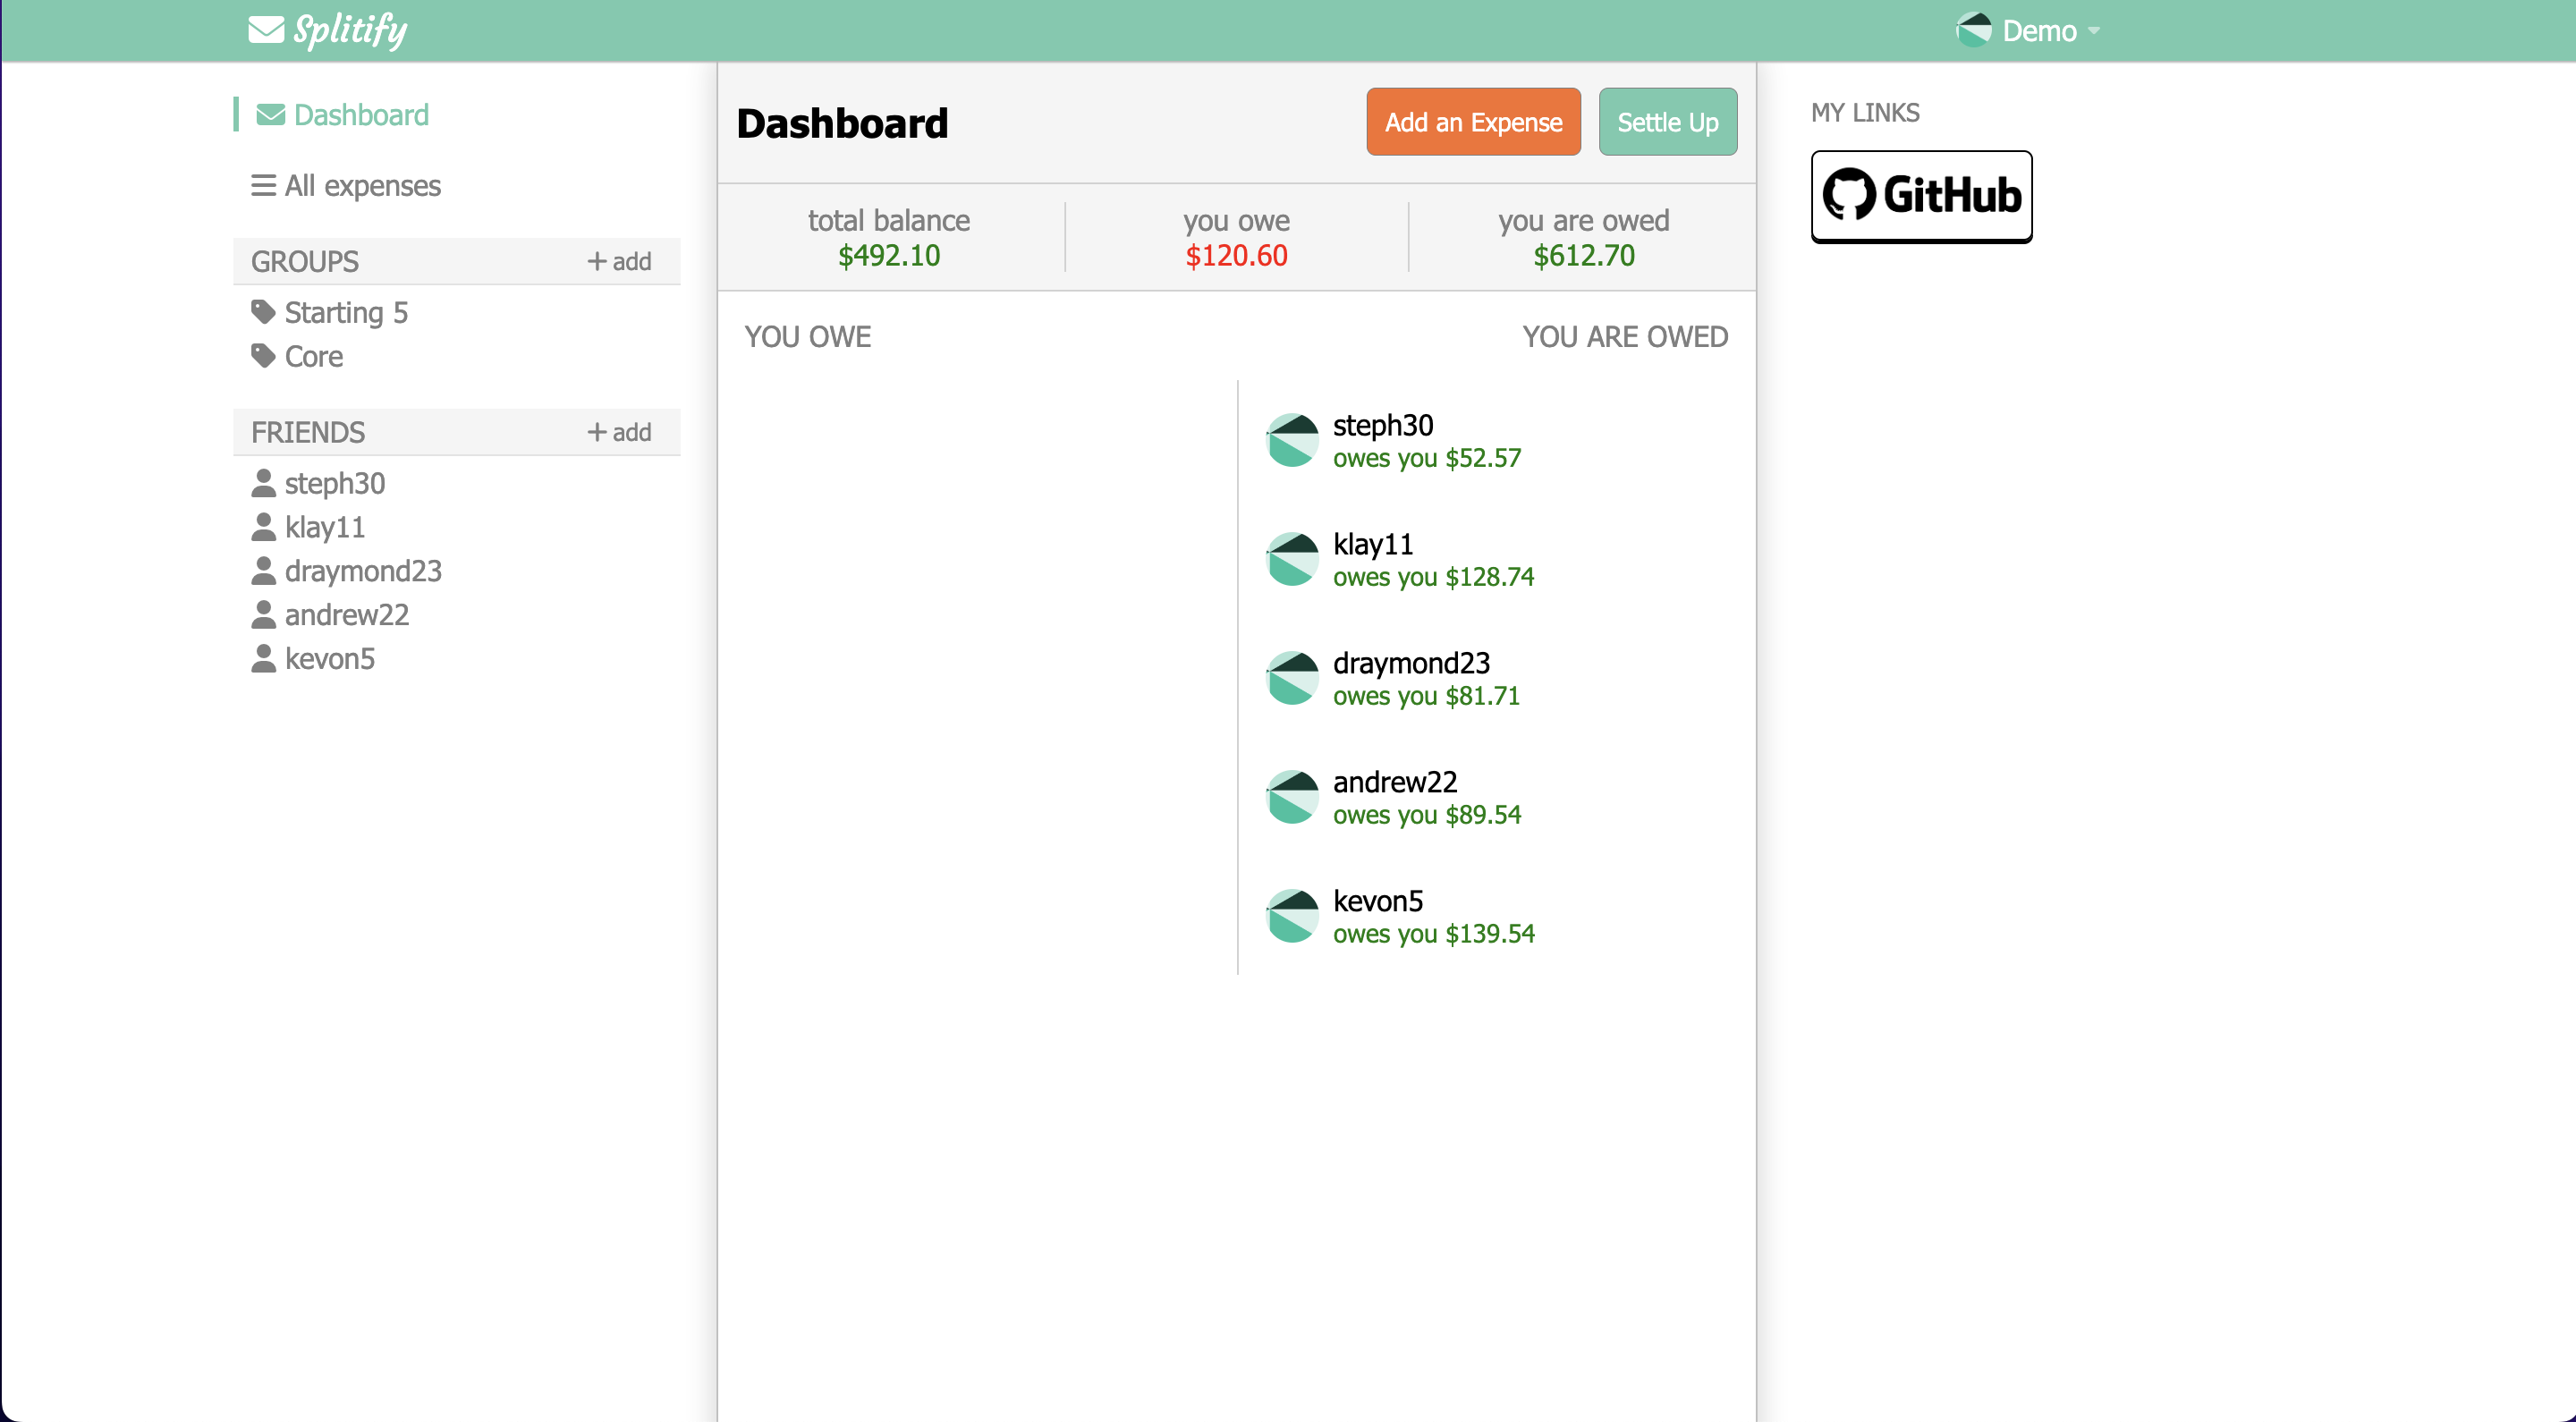 Splitify
Demo
Dashboard
All expenses
GROUPS
+ add
Starting 5
Core
FRIENDS
+ add
steph30
klay11
draymond23
andrew22
kevon5
Dashboard
Add an Expense
Settle Up
total balance
$492.10
you owe
$120.60
you are owed
$612.70
YOU OWE
YOU ARE OWED
steph30
owes you $52.57
klay11
owes you $128.74
draymond23
owes you $81.71
andrew22
owes you $89.54
kevon5
owes you $139.54
MY LINKS
GitHub